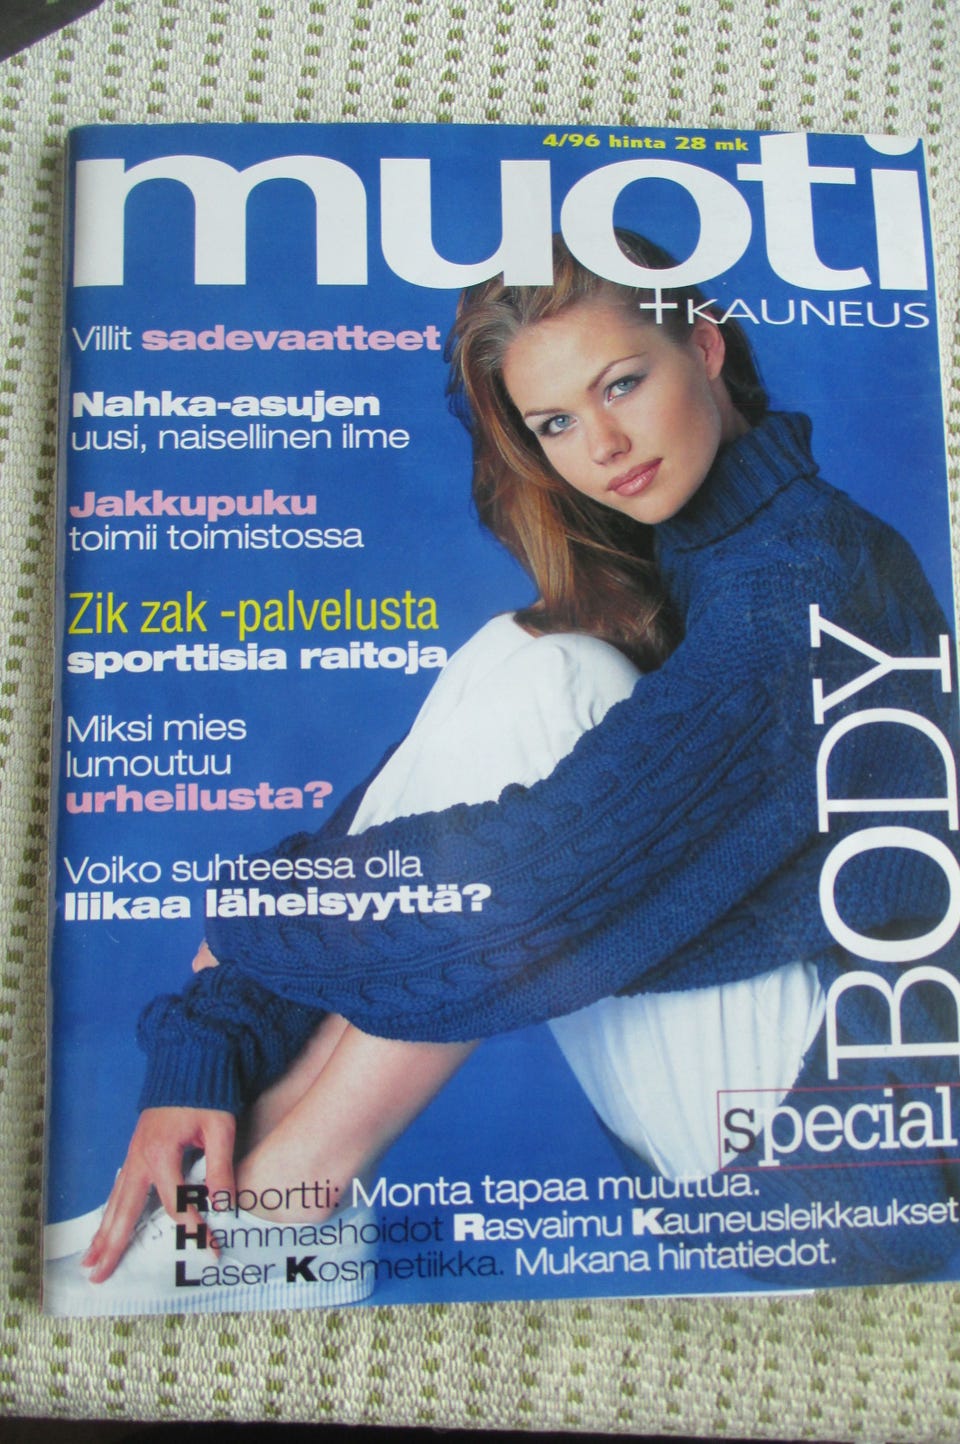 4/96 hinta 28 mk
muoti
+KAUNEUS
Villit sadevaatteet
Nahka-asujen
uusi, naisellinen ilme
Jakkupuku
toimii toimistossa
Zik zak -palvelusta
sporttisia raitoja
Miksi mies
lumoutuu
urheilusta?
Voiko suhteessa olla
liikaa läheisyyttä?
BODY
special
Raportti: Monta tapaa muuttua.
Hammashoidot Rasvaimu Kauneusleikkaukset
Laser Kosmetiikka. Mukana hintatiedot.